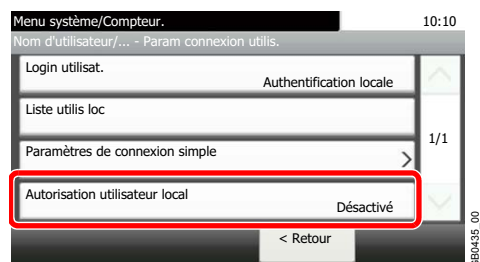 Menu système/Compteur.
10:10
Nom d'utilisateur/... - Param connexion utilis.
Login utilisat.
Authentification locale
Liste utilis loc
1/1
Paramètres de connexion simple
Autorisation utilisateur local
Désactivé
< Retour